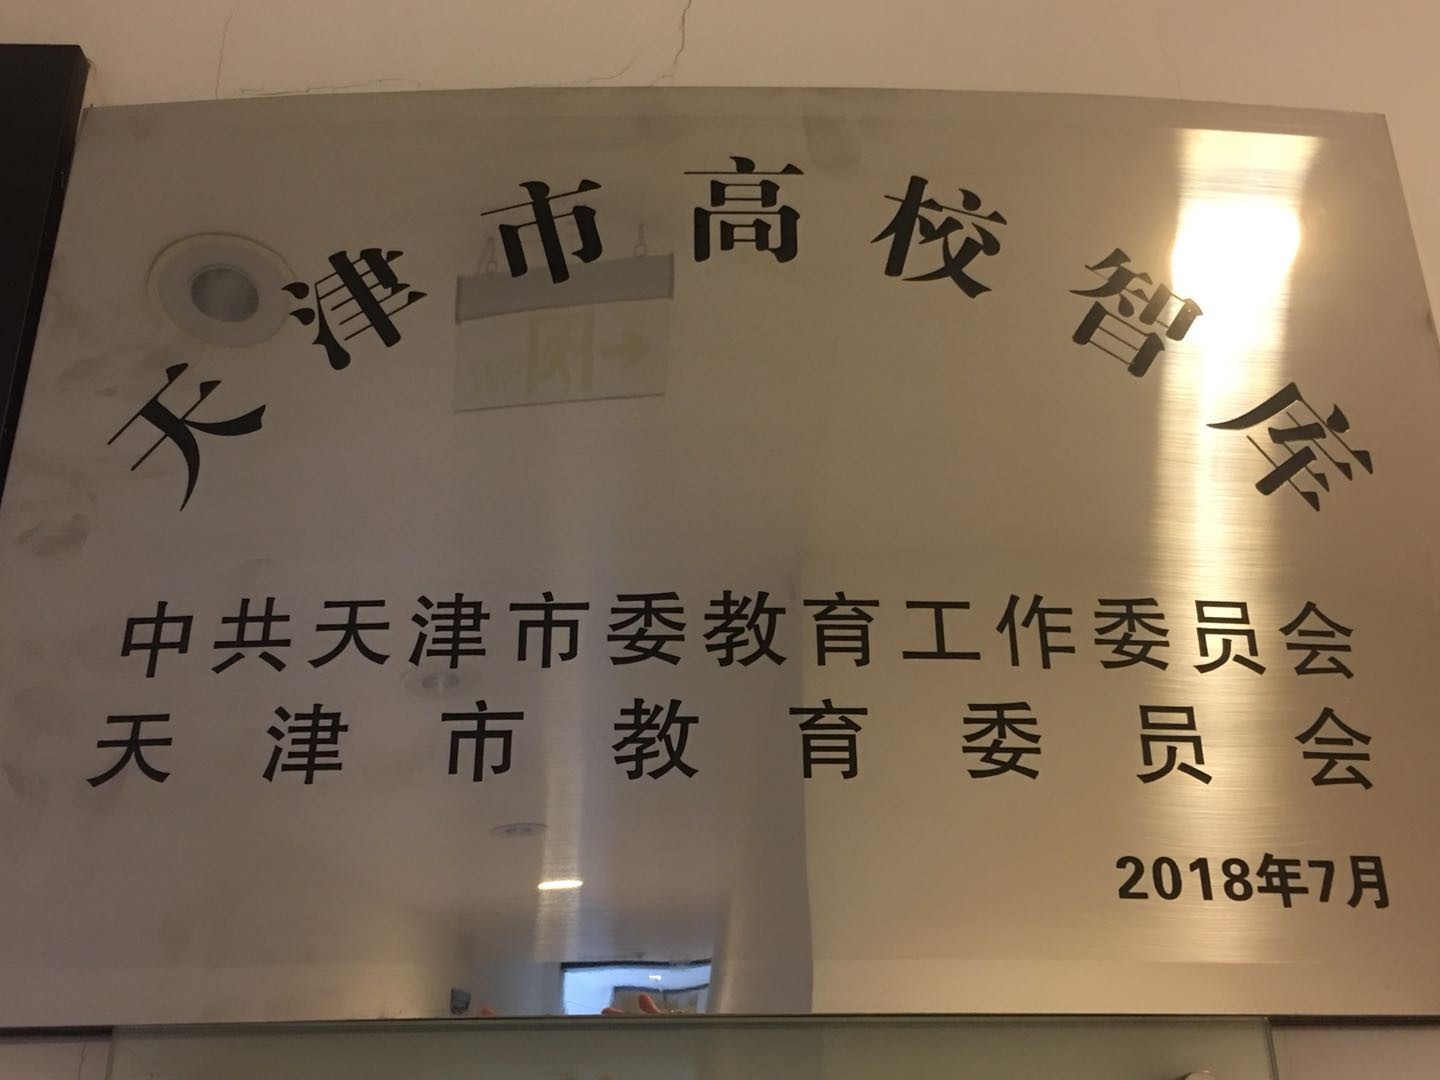 天津市高校智库
中共天津市委教育工作委员会
天津市教育委员会
2018年7月